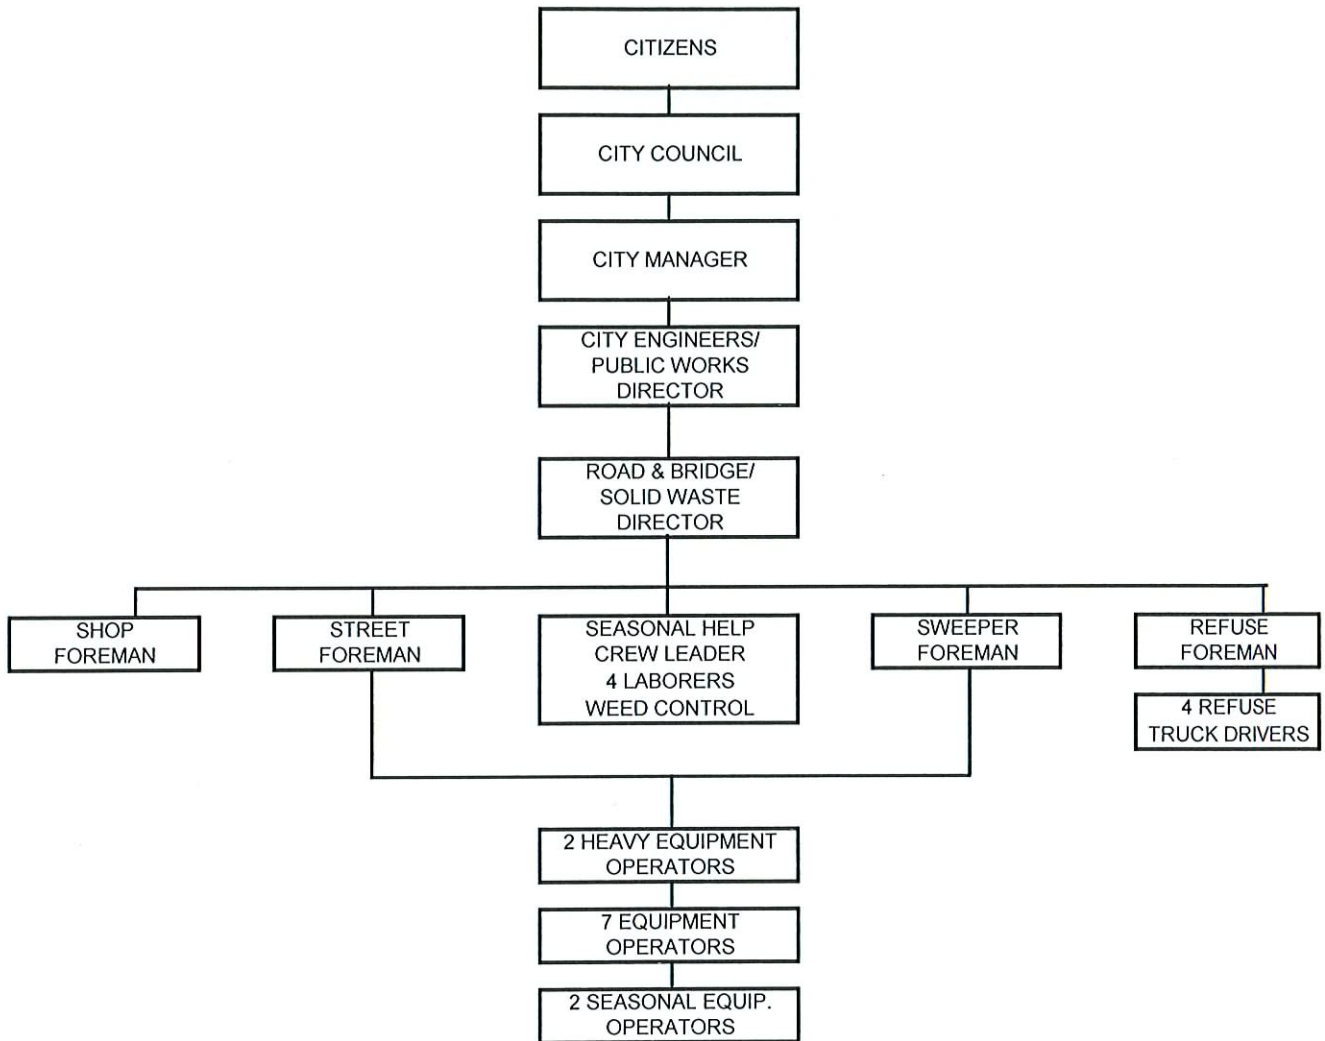 CITIZENS
CITY COUNCIL
CITY MANAGER
CITY ENGINEERS/
PUBLIC WORKS
DIRECTOR
ROAD & BRIDGE/
SOLID WASTE
DIRECTOR
SHOP
FOREMAN
STREET
FOREMAN
SEASONAL HELP
CREW LEADER
4 LABORERS
WEED CONTROL
SWEEPER
FOREMAN
REFUSE
FOREMAN
4 REFUSE
TRUCK DRIVERS
2 HEAVY EQUIPMENT
OPERATORS
7 EQUIPMENT
OPERATORS
2 SEASONAL EQUIP.
OPERATORS